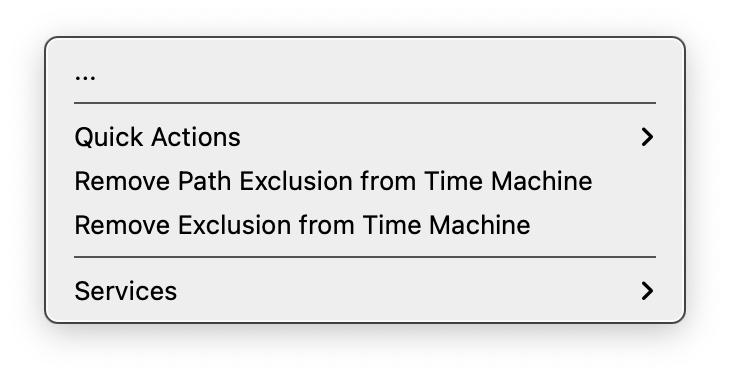 ...
Quick Actions
Remove Path Exclusion from Time Machine
Remove Exclusion from Time Machine
Services